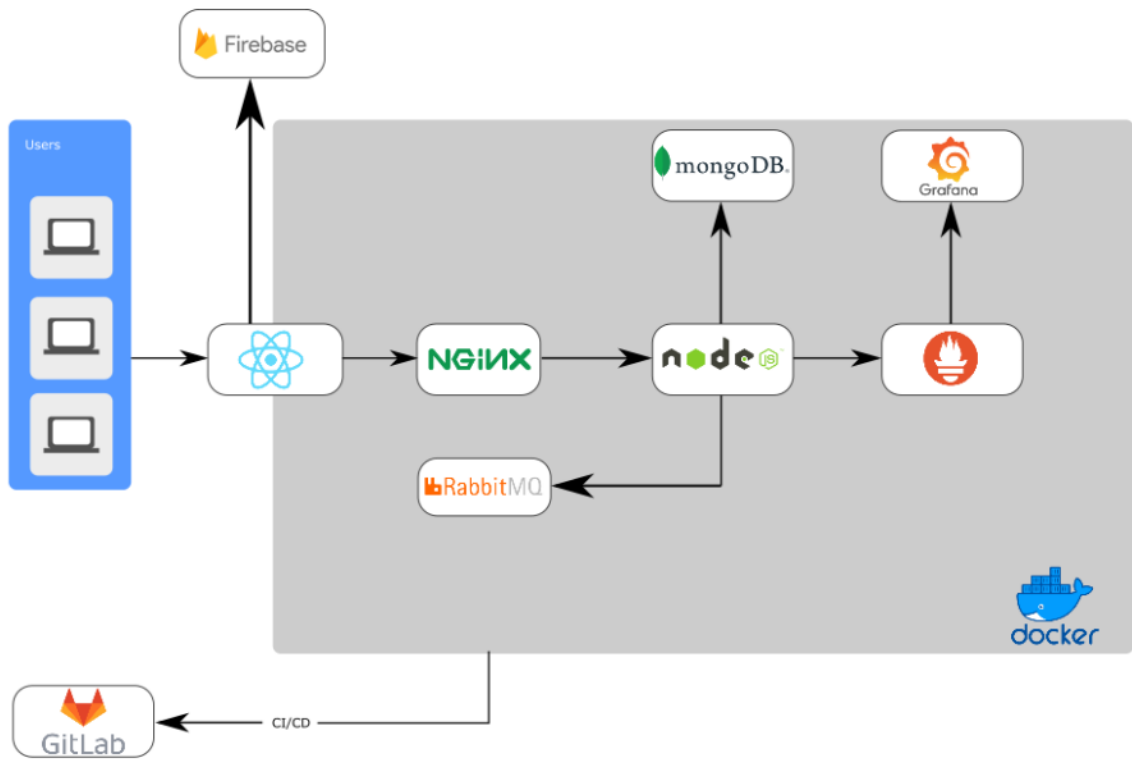 Firebase
Users
mongoDB.
Grafana
NGINX
node
JS
RabbitMQ
docker
CI/CD
GitLab